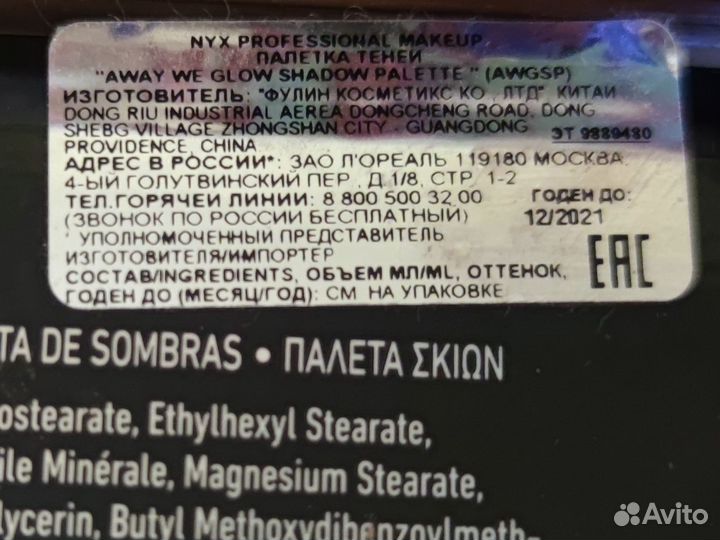 NYX PROFESSIONAL MAKEUP
ПАЛЕТКА ТЕНЕЙ
"AWAY WE GLOW SHADOW PALETTE " (AWGSP)
ИЗГОТОВИТЕЛЬ: "ФУЛИН КОСМЕТИКС КО., ЛТД", КИТАЙ
DONG RIU INDUSTRIAL AEREA DONGCHENG ROAD, DONG
SHEBG VILLAGE ZHONGSHAN CITY - GUANGDONG
PROVIDENCE, CHINA
ЭТ 9889480
АДРЕС В РОССИИ*: ЗАО Л'ОРЕАЛЬ 119180 МОСКВА,
4-ЫЙ ГОЛУТВИНСКИЙ ПЕР., Д.1/8, СТР. 1-2
ТЕЛ.ГОРЯЧЕЙ ЛИНИИ: 8 800 500 32 00
(ЗВОНОК ПО РОССИИ БЕСПЛАТНЫЙ)
ГОДЕН ДО:
12/2021
* УПОЛНОМОЧЕННЫЙ ПРЕДСТАВИТЕЛЬ
ИЗГОТОВИТЕЛЯ/ИМПОРТЕР
СОСТАВ/INGREDIENTS, ОБЪЕМ МЛ/ML, ОТТЕНОК,
ГОДЕН ДО (МЕСЯЦ/ГОД): СМ. НА УПАКОВКЕ
EAC
TA DE SOMBRAS • ΠΑΛΕΤΑ ΣΚΙΩΝ
ostearate, Ethylhexyl Stearate,
ile Minérale, Magnesium Stearate,
lycerin, Butyl Methoxydibenzoylmeth-
Avito